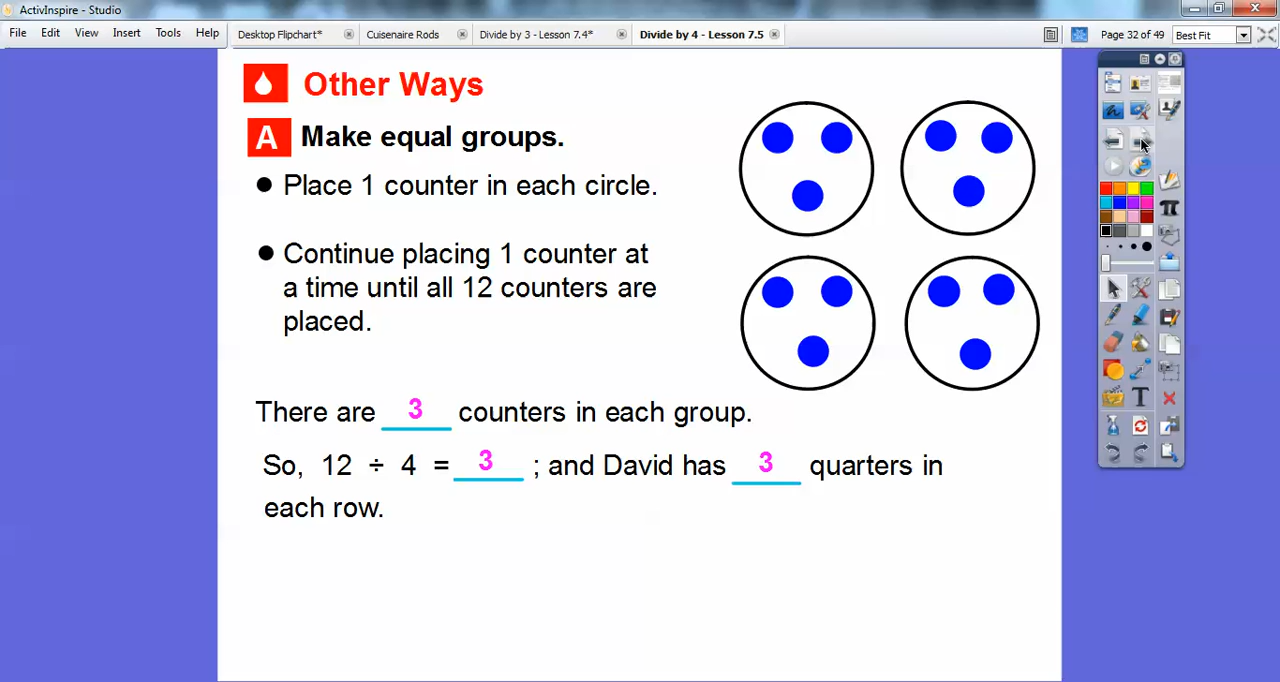 ActivInspire - Studio
File Edit View Insert Tools Help
Desktop Flipchart* Cuisenaire Rods Divide by 3 - Lesson 7.4* Divide by 4 - Lesson 7.5
Page 32 of 49 Best Fit
Other Ways
A Make equal groups.
● Place 1 counter in each circle.
● Continue placing 1 counter at
a time until all 12 counters are
placed.
There are 3 counters in each group.
So, 12 ÷ 4 = 3 ; and David has 3 quarters in
each row.